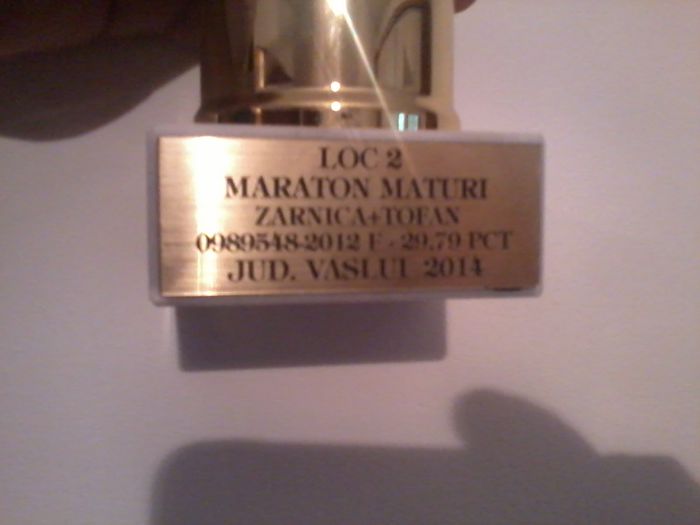 LOC 2
MARATON MATURI
ZARNICA+TOFAN
0989548-2012 F - 29,79 PCT
JUD. VASLUI 2014